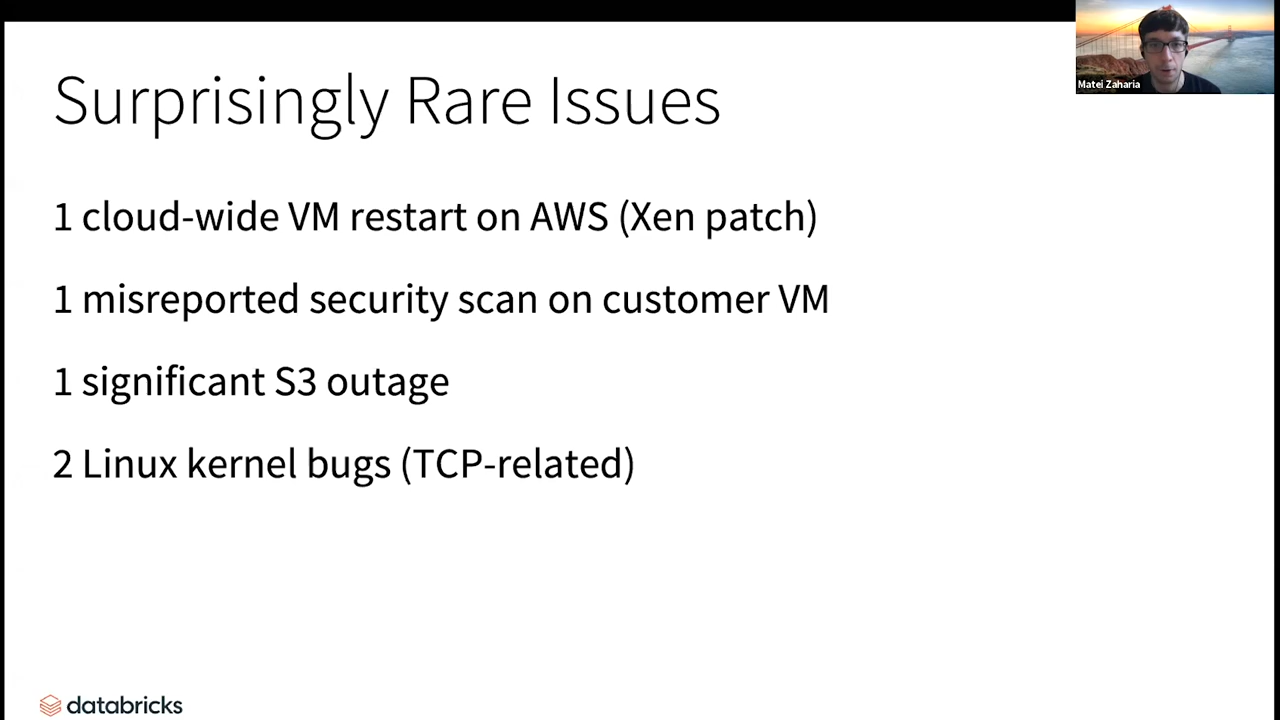 Matei Zaharia
Surprisingly Rare Issues
1 cloud-wide VM restart on AWS (Xen patch)
1 misreported security scan on customer VM
1 significant S3 outage
2 Linux kernel bugs (TCP-related)
databricks